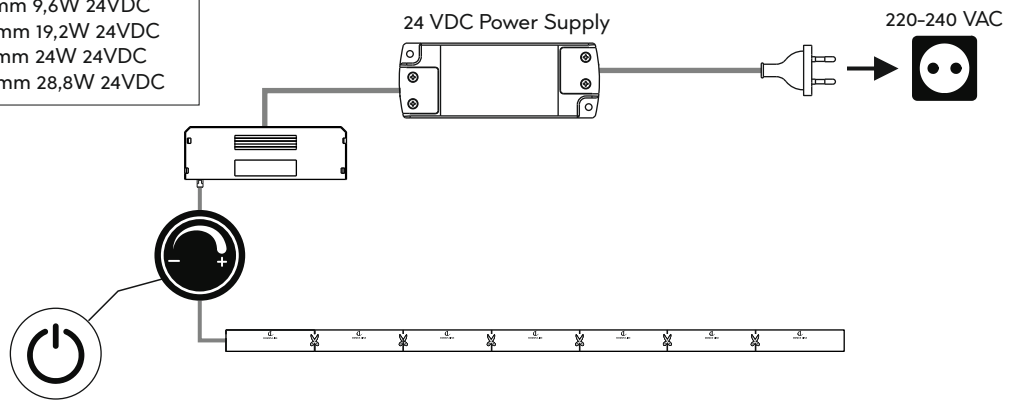 mm 9,6W 24VDC
mm 19,2W 24VDC
mm 24W 24VDC
mm 28,8W 24VDC
24 VDC Power Supply
220-240 VAC
- +